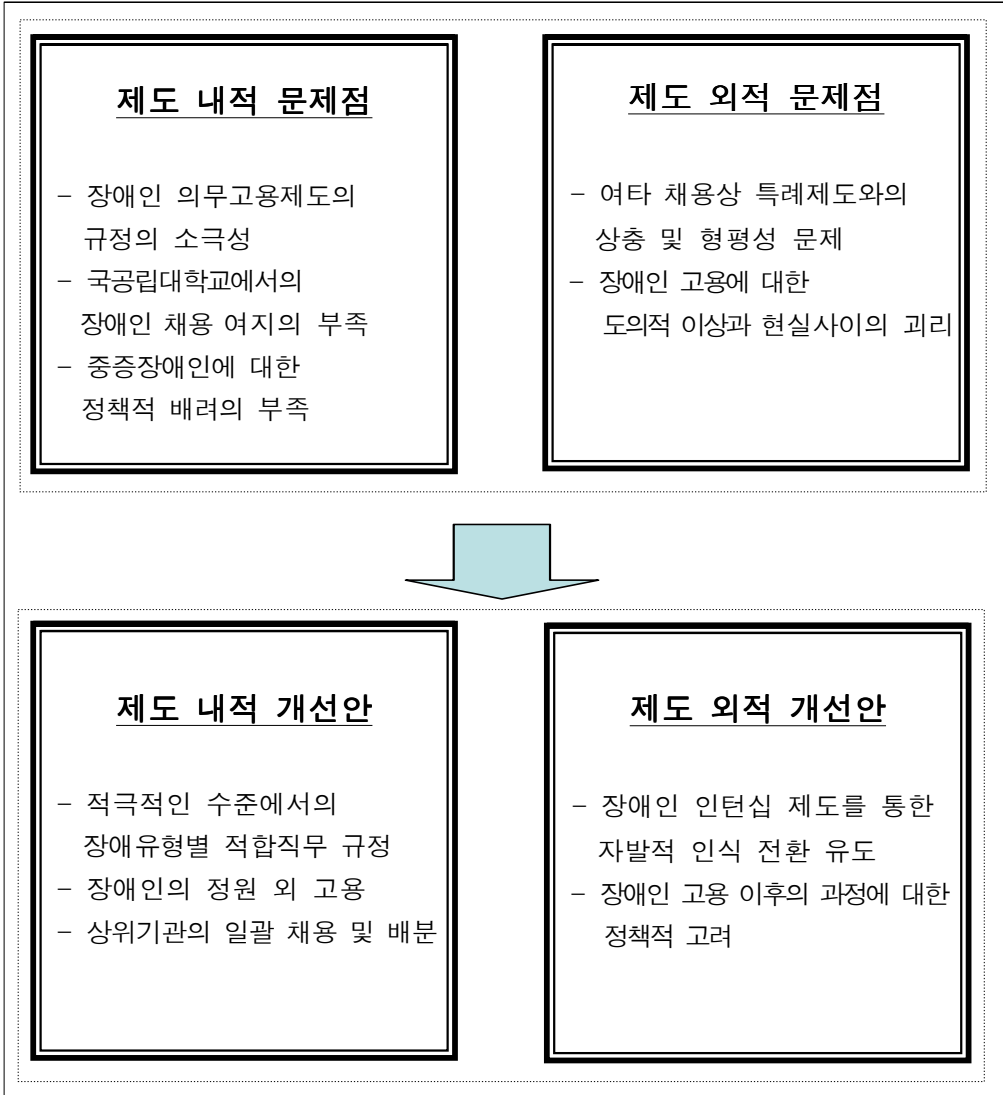 제도 내적 문제점
– 장애인 의무고용제도의
규정의 소극성
– 국공립대학교에서의
장애인 채용 여지의 부족
– 중증장애인에 대한
정책적 배려의 부족
제도 외적 문제점
– 여타 채용상 특례제도와의
상충 및 형평성 문제
– 장애인 고용에 대한
도의적 이상과 현실사이의 괴리
제도 내적 개선안
– 적극적인 수준에서의
장애유형별 적합직무 규정
– 장애인의 정원 외 고용
– 상위기관의 일괄 채용 및 배분
제도 외적 개선안
– 장애인 인턴십 제도를 통한
자발적 인식 전환 유도
– 장애인 고용 이후의 과정에 대한
정책적 고려